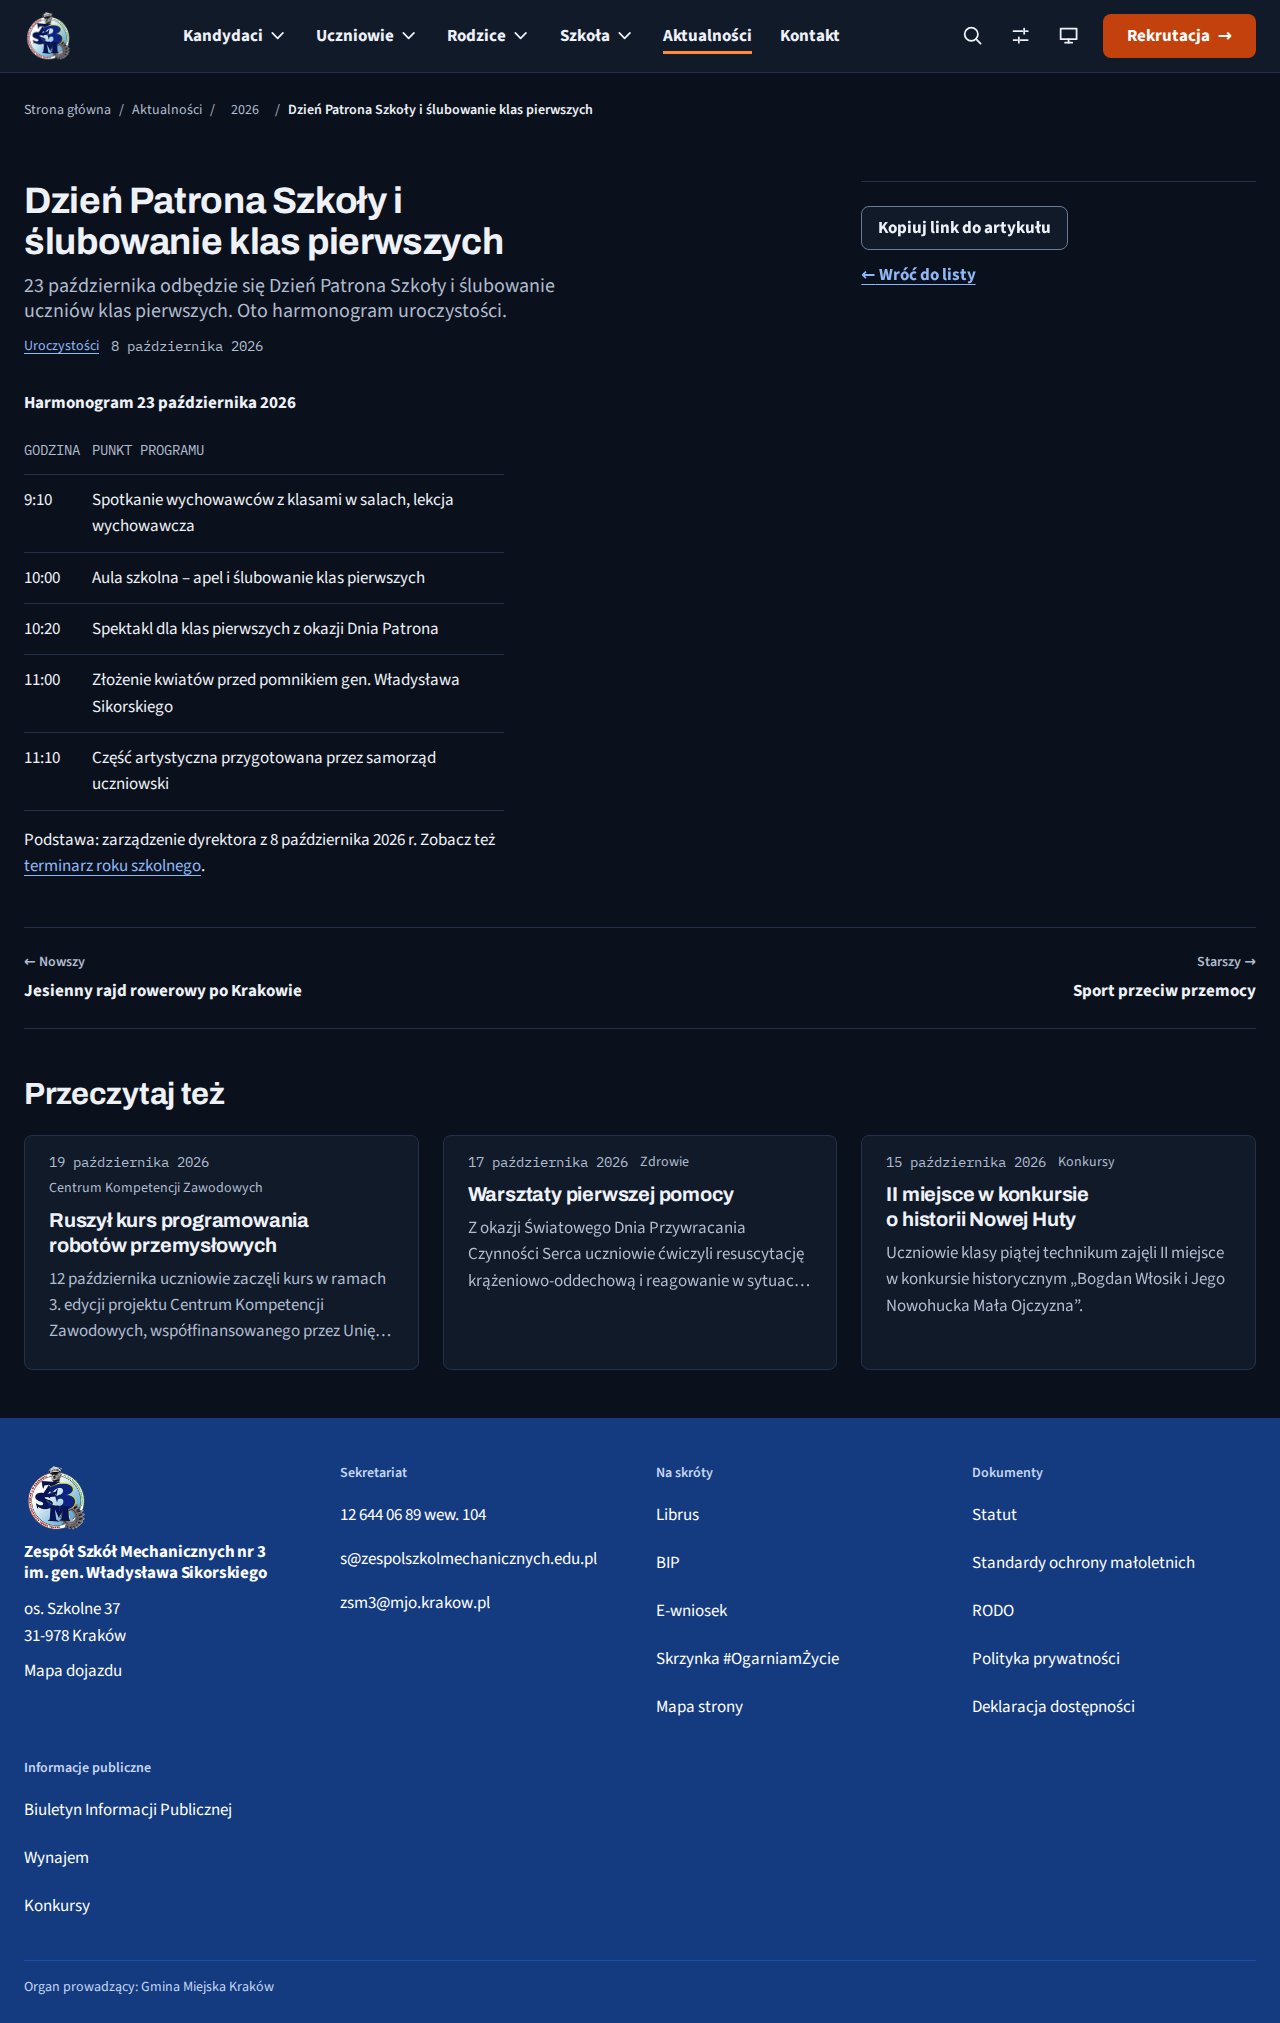 Kandydaci
Uczniowie
Rodzice
Szkoła
Aktualności
Kontakt
Rekrutacja →
Strona główna / Aktualności / 2026 / Dzień Patrona Szkoły i ślubowanie klas pierwszych
Dzień Patrona Szkoły i
ślubowanie klas pierwszych
23 października odbędzie się Dzień Patrona Szkoły i ślubowanie
uczniów klas pierwszych. Oto harmonogram uroczystości.
Uroczystości 8 października 2026
Kopiuj link do artykułu
← Wróć do listy
Harmonogram 23 października 2026
GODZINA PUNKT PROGRAMU
9:10 Spotkanie wychowawców z klasami w salach, lekcja
wychowawcza
10:00 Aula szkolna – apel i ślubowanie klas pierwszych
10:20 Spektakl dla klas pierwszych z okazji Dnia Patrona
11:00 Złożenie kwiatów przed pomnikiem gen. Władysława
Sikorskiego
11:10 Część artystyczna przygotowana przez samorząd
uczniowski
Podstawa: zarządzenie dyrektora z 8 października 2026 r. Zobacz też
terminarz roku szkolnego.
← Nowszy
Jesienny rajd rowerowy po Krakowie
Starszy →
Sport przeciw przemocy
Przeczytaj też
19 października 2026
Centrum Kompetencji Zawodowych
Ruszył kurs programowania
robotów przemysłowych
12 października uczniowie zaczęli kurs w ramach
3. edycji projektu Centrum Kompetencji
Zawodowych, współfinansowanego przez Unię…
17 października 2026 Zdrowie
Warsztaty pierwszej pomocy
Z okazji Światowego Dnia Przywracania
Czynności Serca uczniowie ćwiczyli resuscytację
krążeniowo-oddechową i reagowanie w sytuac…
15 października 2026 Konkursy
II miejsce w konkursie
o historii Nowej Huty
Uczniowie klasy piątej technikum zajęli II miejsce
w konkursie historycznym „Bogdan Włosik i Jego
Nowohucka Mała Ojczyzna”.
Zespół Szkół Mechanicznych nr 3
im. gen. Władysława Sikorskiego
os. Szkolne 37
31-978 Kraków
Mapa dojazdu
Sekretariat
12 644 06 89 wew. 104
s@zespolszkolmechanicznych.edu.pl
zsm3@mjo.krakow.pl
Na skróty
Librus
BIP
E-wniosek
Skrzynka #OgarniamŻycie
Mapa strony
Dokumenty
Statut
Standardy ochrony małoletnich
RODO
Polityka prywatności
Deklaracja dostępności
Informacje publiczne
Biuletyn Informacji Publicznej
Wynajem
Konkursy
Organ prowadzący: Gmina Miejska Kraków